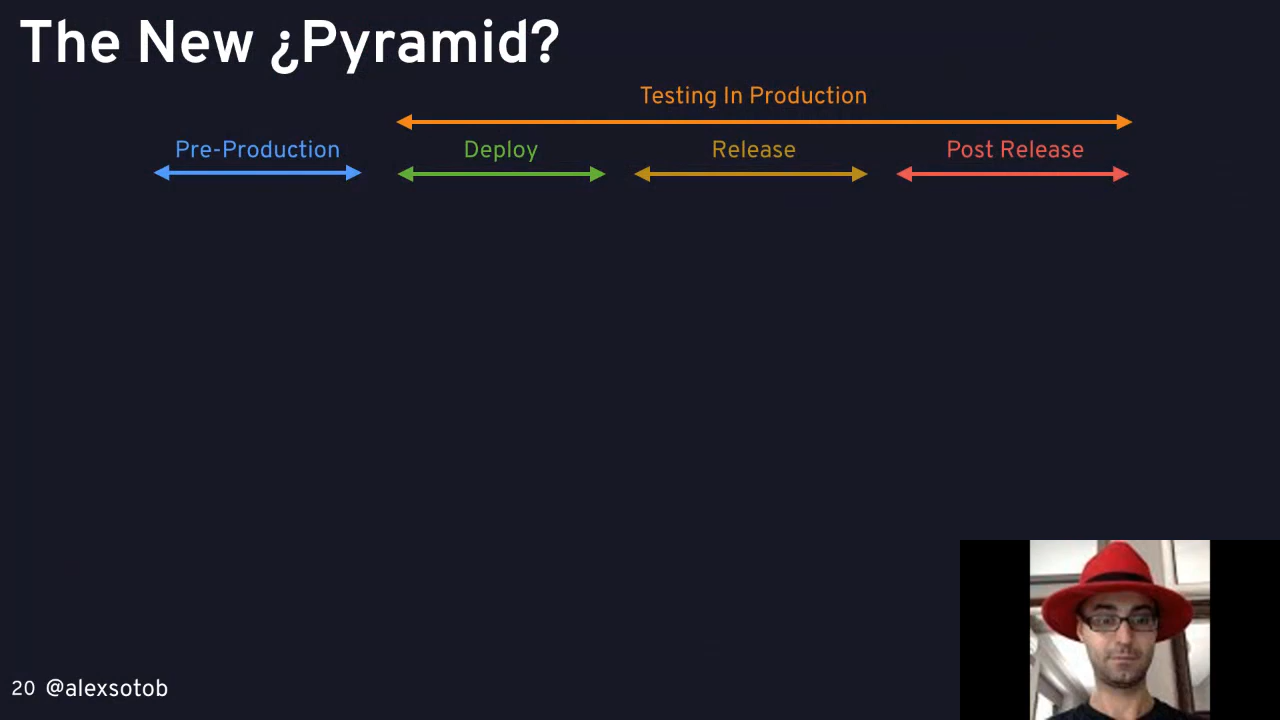 The New ¿Pyramid?
Testing In Production
Pre-Production
Deploy
Release
Post Release
20 @alexsotob